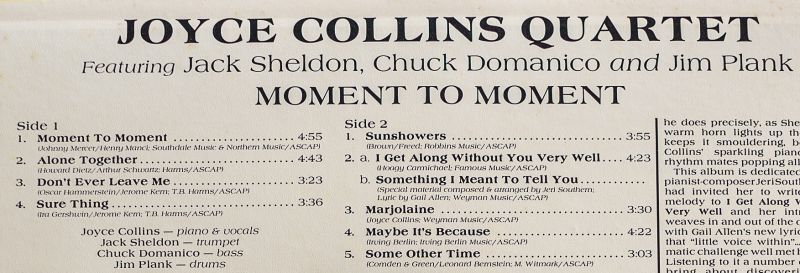 JOYCE COLLINS QUARTET
Featuring Jack Sheldon, Chuck Domanico and Jim Plank
MOMENT TO MOMENT
Side 1
1. Moment To Moment .................... 4:55
(Johnny Mercer/Henry Manci; Southdale Music & Northern Music/ASCAP)
2. Alone Together ......................... 4:43
(Howard Dietz/Arthur Schwartz; Harms/ASCAP)
3. Don't Ever Leave Me ................... 3:23
(Oscar Hammerstein/Jerome Kern; T.B. Harms/ASCAP)
4. Sure Thing .............................. 3:36
(Ira Gershwin/Jerome Kern; T.B. Harms/ASCAP)
Joyce Collins — piano & vocals
Jack Sheldon — trumpet
Chuck Domanico — bass
Jim Plank — drums
Side 2
1. Sunshowers ............................ 3:55
(Brown/Freed; Robbins Music/ASCAP)
2. a. I Get Along Without You Very Well .... 4:23
(Hoagy Carmichael; Famous Music/ASCAP)
b. Something I Meant To Tell You ..........
(Special material composed & arranged by Jeri Southern;
Lyric by Gail Allen; Weyman Music/ASCAP)
3. Marjolaine .............................. 3:30
(Joyce Collins; Weyman Music/ASCAP)
4. Maybe It's Because ..................... 4:22
(Irving Berlin; Irving Berlin Music/ASCAP)
5. Some Other Time ...................... 3:03
(Comden & Green/Leonard Bernstein; M. Witmark/ASCAP)
he does precisely, as She
warm horn lights up th
keeps it smouldering, b
Collins' sparkling pian
rhythm mates popping all
This album is dedicate
pianist-composer Jeri South
had invited her to write
melody to I Get Along W
Very Well and her int
weaves in and out of the c
with Gail Allen's new lyri
that "little voice within"...
matic challenge well met h
Listening to a number o
bring about discover